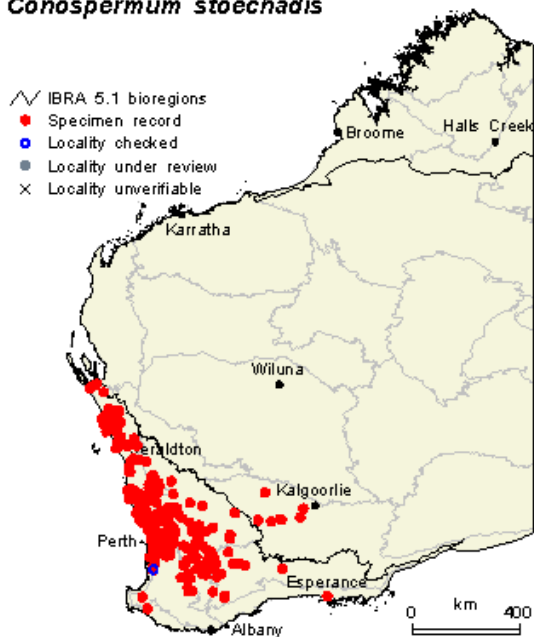 Conospermum stoechadis
IBRA 5.1 bioregions
Specimen record
Locality checked
Locality under review
Locality unverifiable
Broome
Halls Creek
Karratha
Wiluna
eraldton
Kalgoorlie
Perth
Esperance
Albany
km
0 400